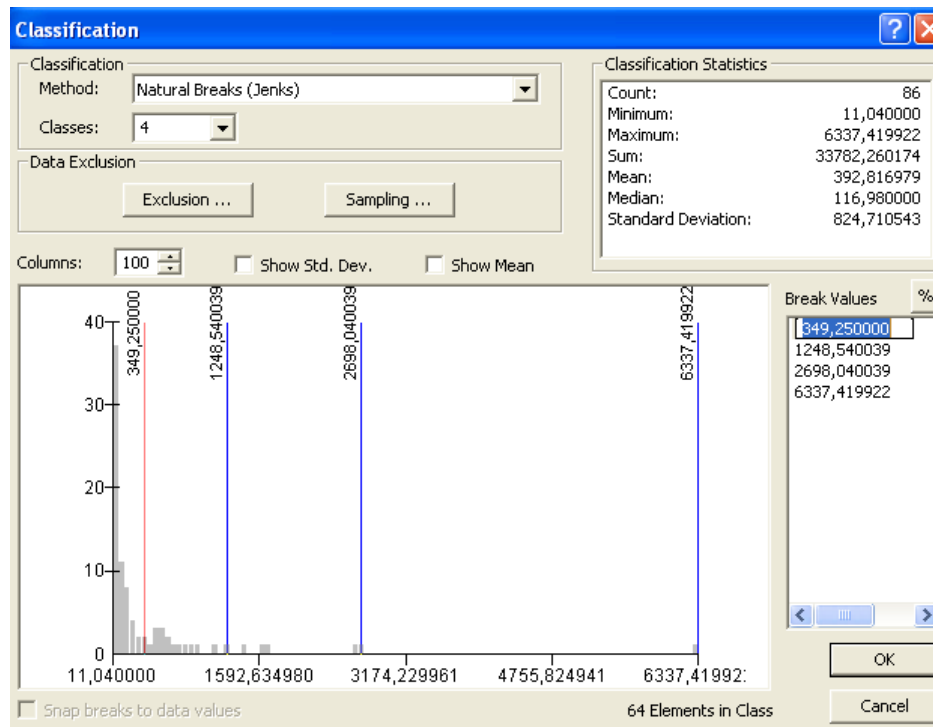 Classification
Classification
Method: Natural Breaks (Jenks)
Classes: 4
Data Exclusion
Exclusion ...
Sampling ...
Classification Statistics
Count: 86
Minimum: 11,040000
Maximum: 6337,419922
Sum: 33782,260174
Mean: 392,816979
Median: 116,980000
Standard Deviation: 824,710543
Columns: 100
Show Std. Dev.
Show Mean
Break Values
%
349,250000
1248,540039
2698,040039
6337,419922
349,250000
1248,540039
2698,040039
6337,419922
40
30
20
10
0
11,040000
1592,634980
3174,229961
4755,824941
6337,41992
Snap breaks to data values
64 Elements in Class
OK
Cancel